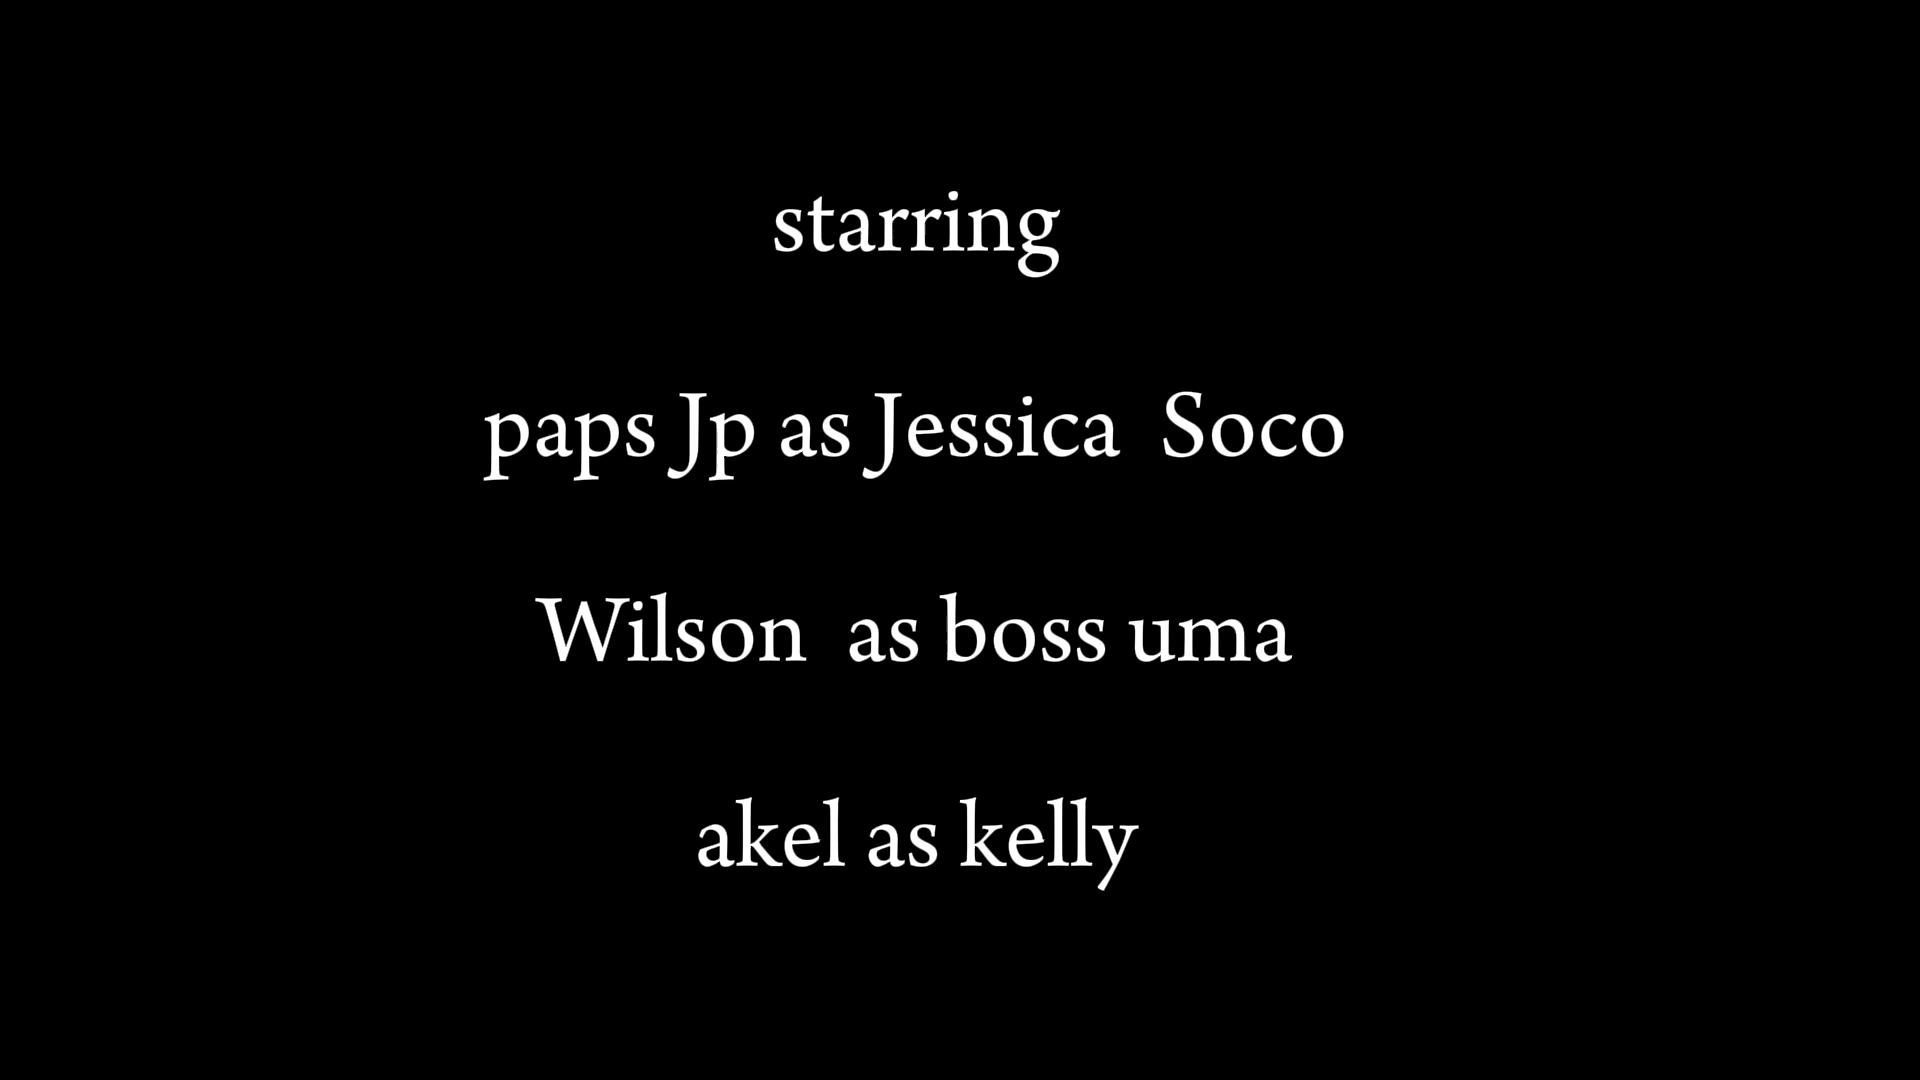 starring
paps Jp as Jessica  Soco
Wilson  as boss uma
akel as kelly